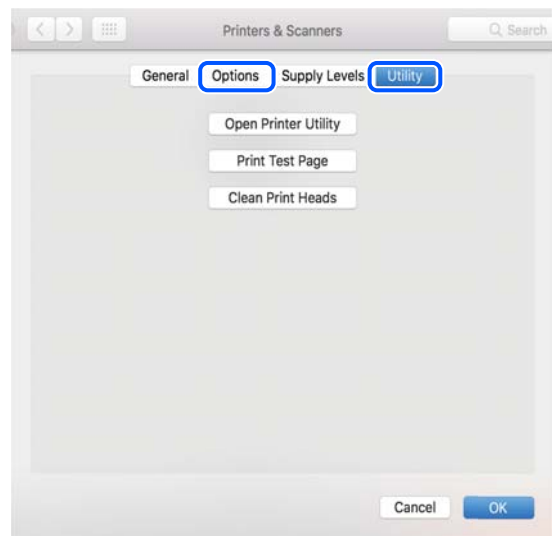 Printers & Scanners Search
General Options Supply Levels Utility
Open Printer Utility
Print Test Page
Clean Print Heads
Cancel OK